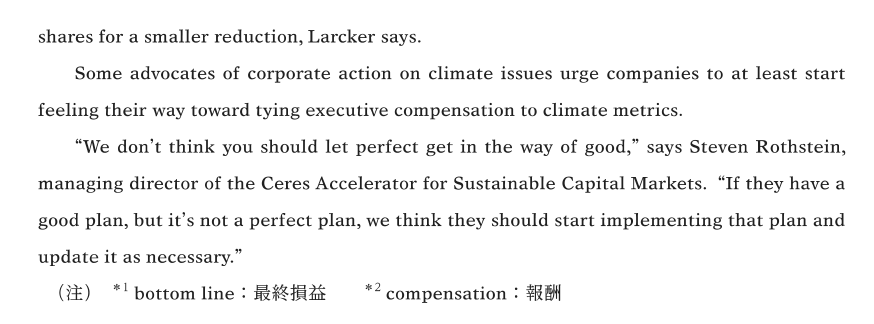 shares for a smaller reduction, Larcker says.
Some advocates of corporate action on climate issues urge companies to at least start
feeling their way toward tying executive compensation to climate metrics.
“We don’t think you should let perfect get in the way of good,” says Steven Rothstein,
managing director of the Ceres Accelerator for Sustainable Capital Markets. “If they have a
good plan, but it’s not a perfect plan, we think they should start implementing that plan and
update it as necessary.”
（注） *1 bottom line：最終損益 *2 compensation：報酬